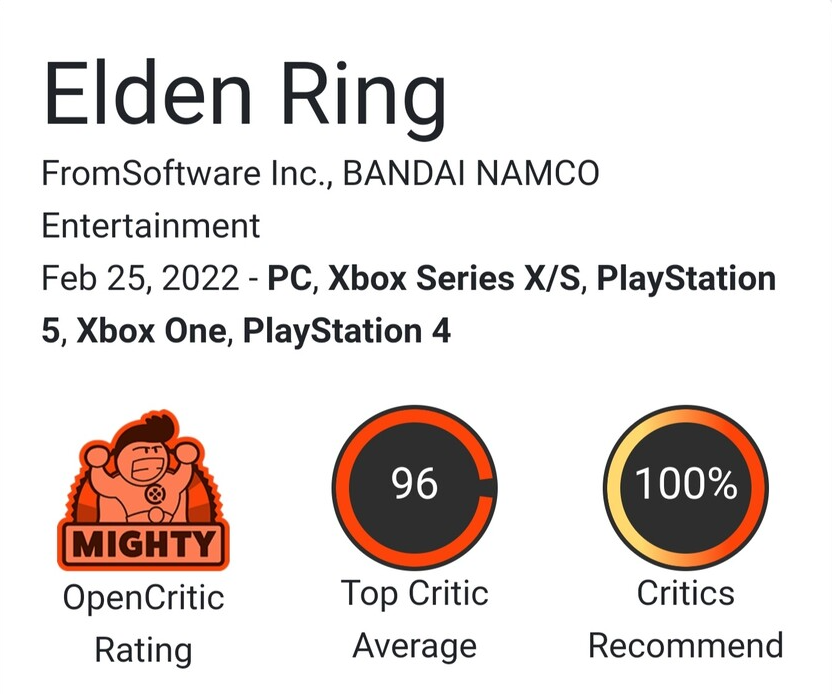 Elden Ring
FromSoftware Inc., BANDAI NAMCO
Entertainment
Feb 25, 2022 - PC, Xbox Series X/S, PlayStation
5, Xbox One, PlayStation 4
MIGHTY
OpenCritic
Rating
96
Top Critic
Average
100%
Critics
Recommend